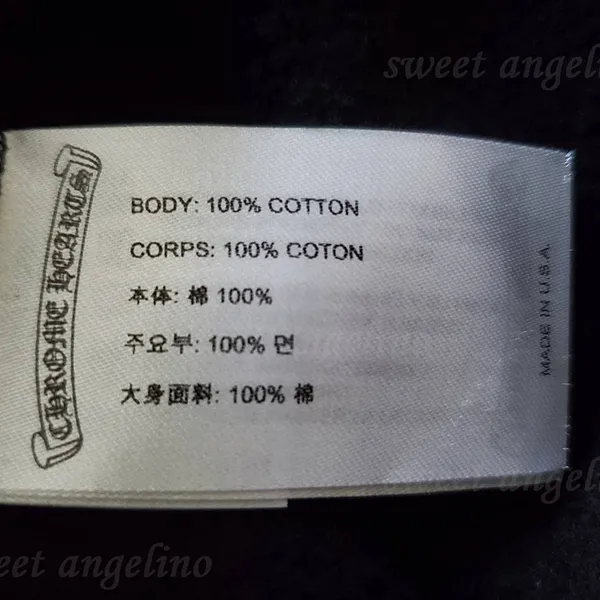 sweet angelino
CHROME HEARTS
BODY: 100% COTTON
CORPS: 100% COTON
本体: 棉 100%
주요부: 100% 면
大身面料: 100% 棉
MADE IN U.S.A.
sweet angelino
sweet angelino